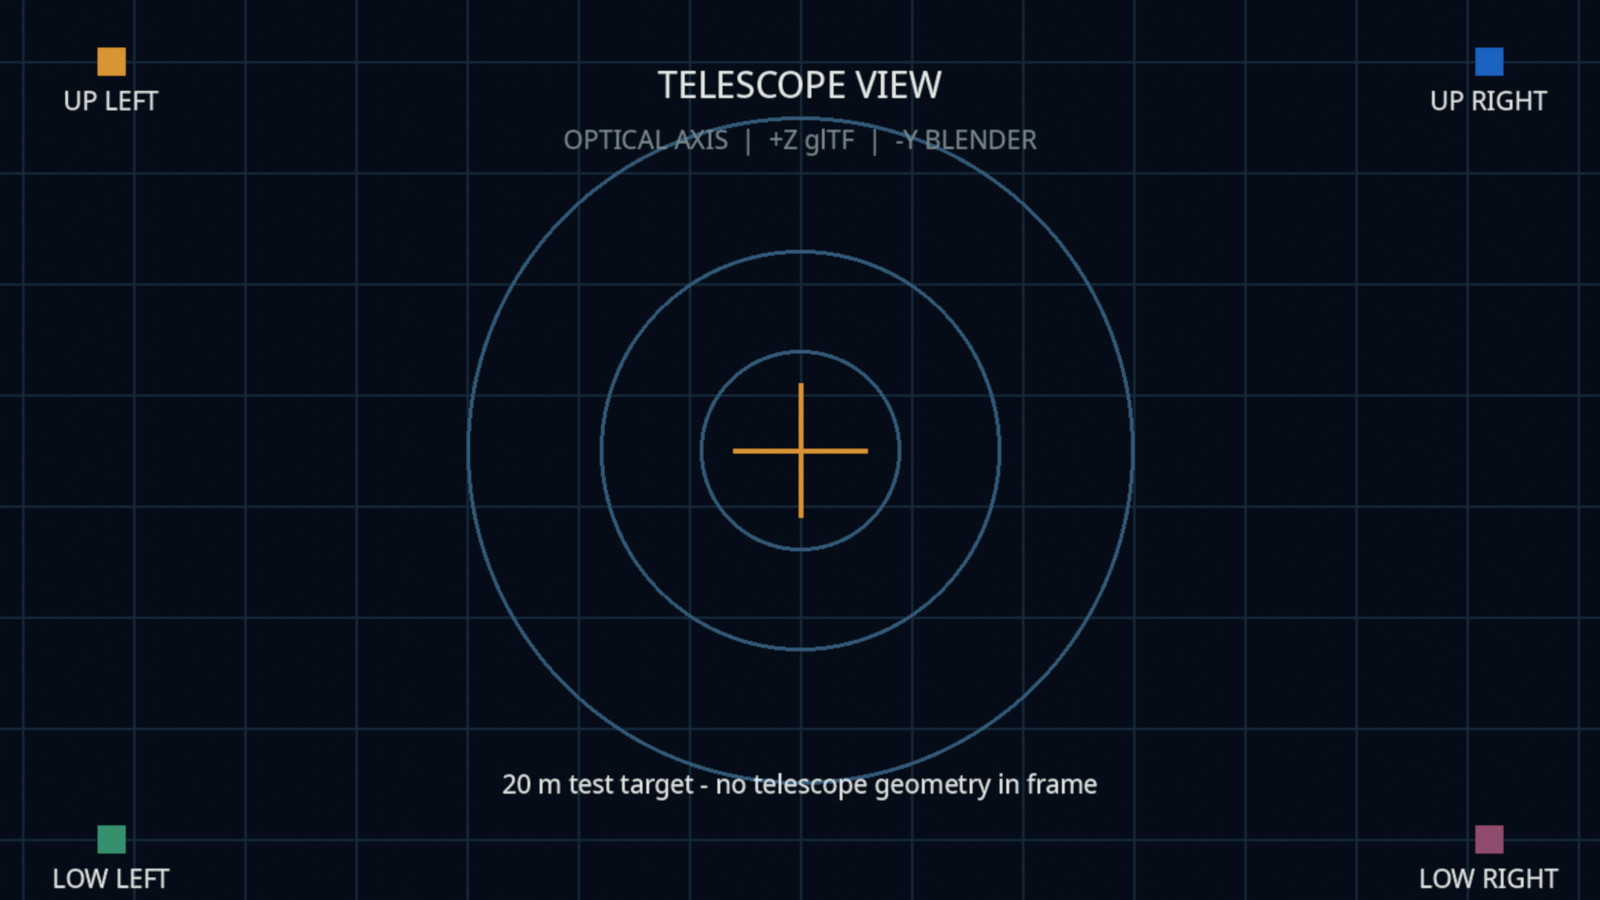 TELESCOPE VIEW
UP LEFT
UP RIGHT
OPTICAL AXIS | +Z glTF | -Y BLENDER
20 m test target - no telescope geometry in frame
LOW LEFT
LOW RIGHT